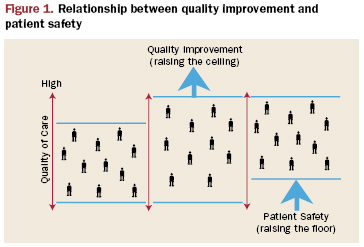 Figure 1. Relationship between quality improvement and
patient safety
Quality Improvement
(raising the ceiling)
High
Quality of Care
Patient Safety
(raising the floor)